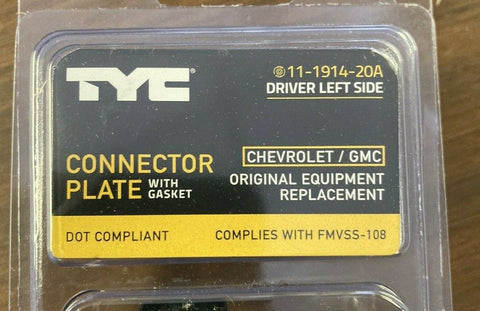 TYC®
11-1914-20A
DRIVER LEFT SIDE
CONNECTOR
PLATE WITH GASKET
CHEVROLET / GMC
ORIGINAL EQUIPMENT
REPLACEMENT
DOT COMPLIANT
COMPLIES WITH FMVSS-108